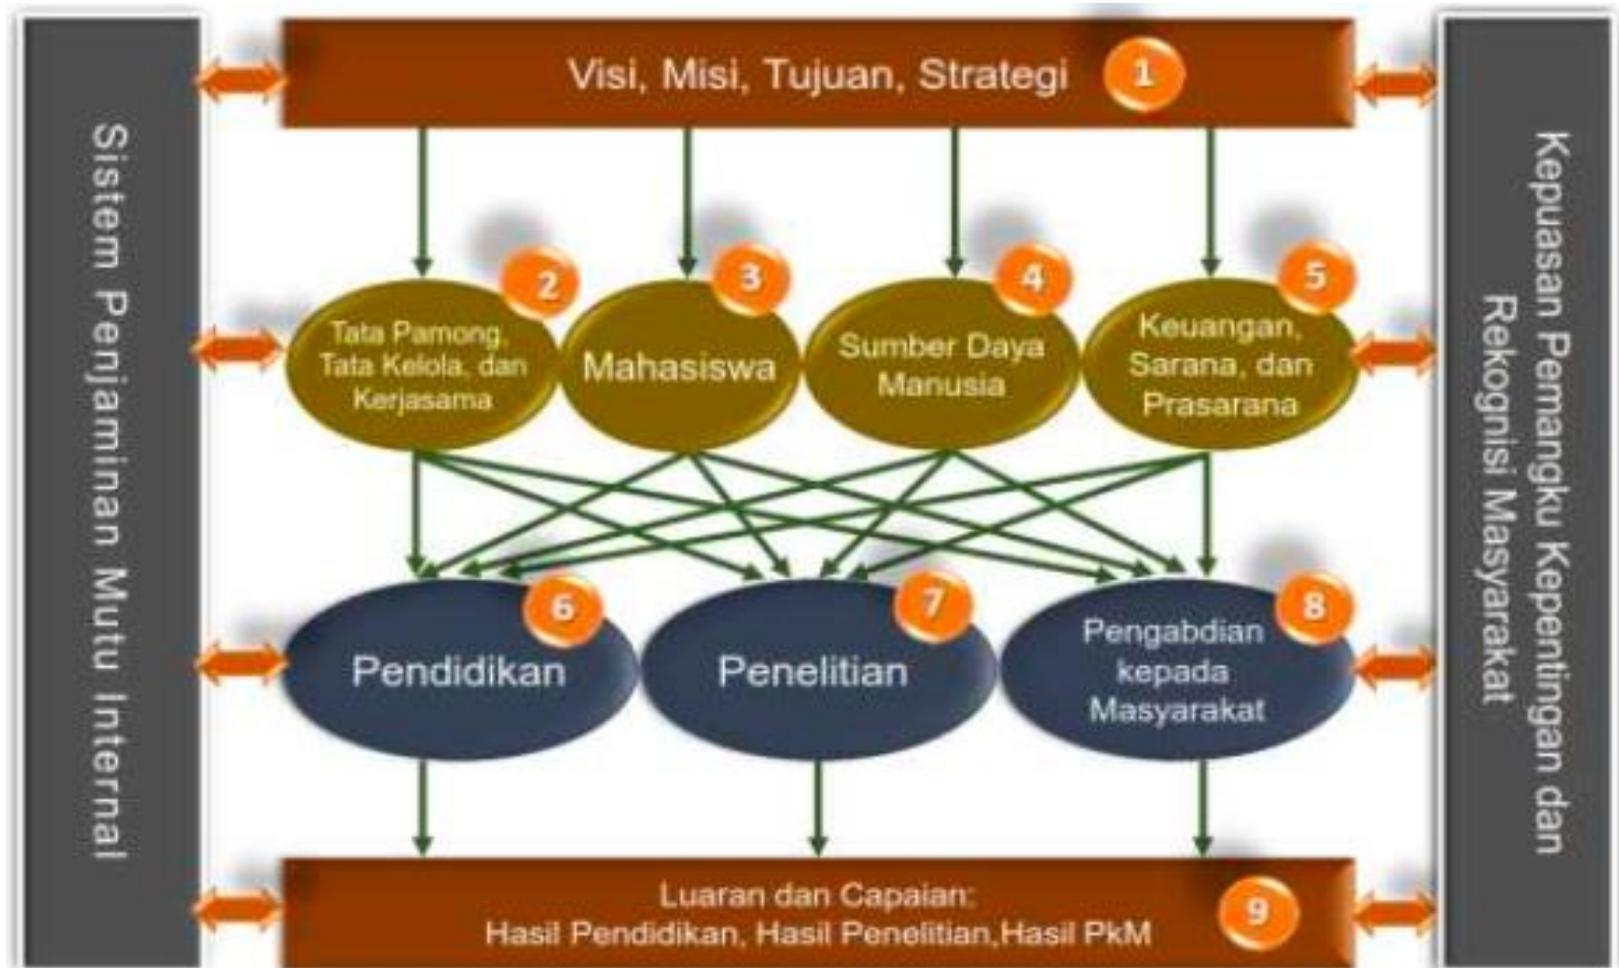 Sistem Penjaminan Mutu Internal
Visi, Misi, Tujuan, Strategi
1
2
Tata Pamong,
Tata Kelola, dan
Kerjasama
3
Mahasiswa
4
Sumber Daya
Manusia
5
Keuangan,
Sarana, dan
Prasarana
6
Pendidikan
7
Penelitian
8
Pengabdian
kepada
Masyarakat
Luaran dan Capaian:
Hasil Pendidikan, Hasil Penelitian,Hasil PkM
9
Kepuasan Pemangku Kepentingan dan
Rekognisi Masyarakat